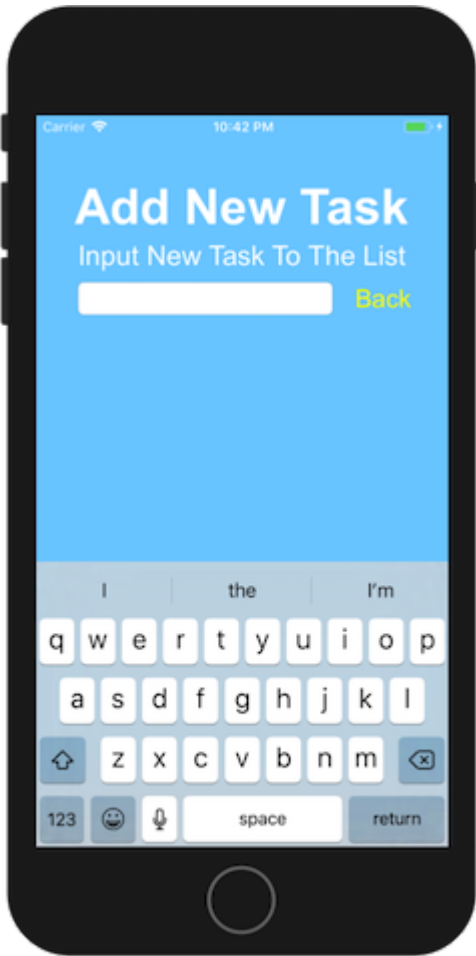 Carrier 10:42 PM
Add New Task
Input New Task To The List
Back
I the I'm
q w e r t y u i o p
a s d f g h j k l
z x c v b n m
123 space return